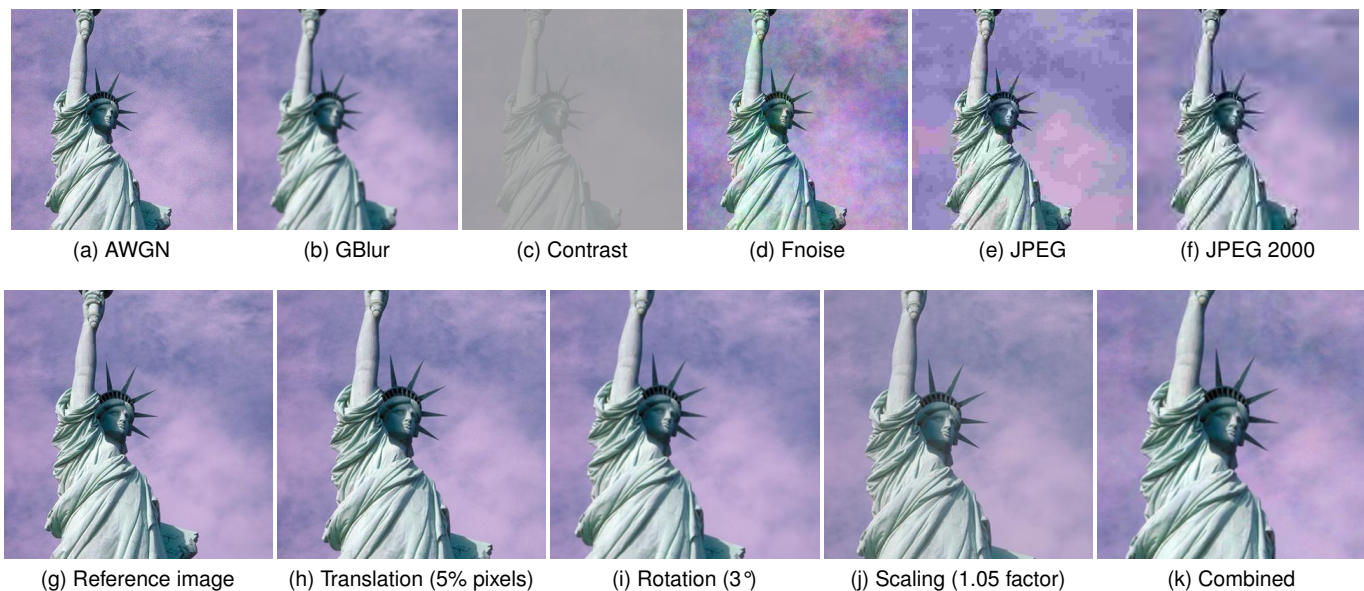 (a) AWGN
(b) GBlur
(c) Contrast
(d) Fnoise
(e) JPEG
(f) JPEG 2000
(g) Reference image
(h) Translation (5% pixels)
(i) Rotation (3°)
(j) Scaling (1.05 factor)
(k) Combined